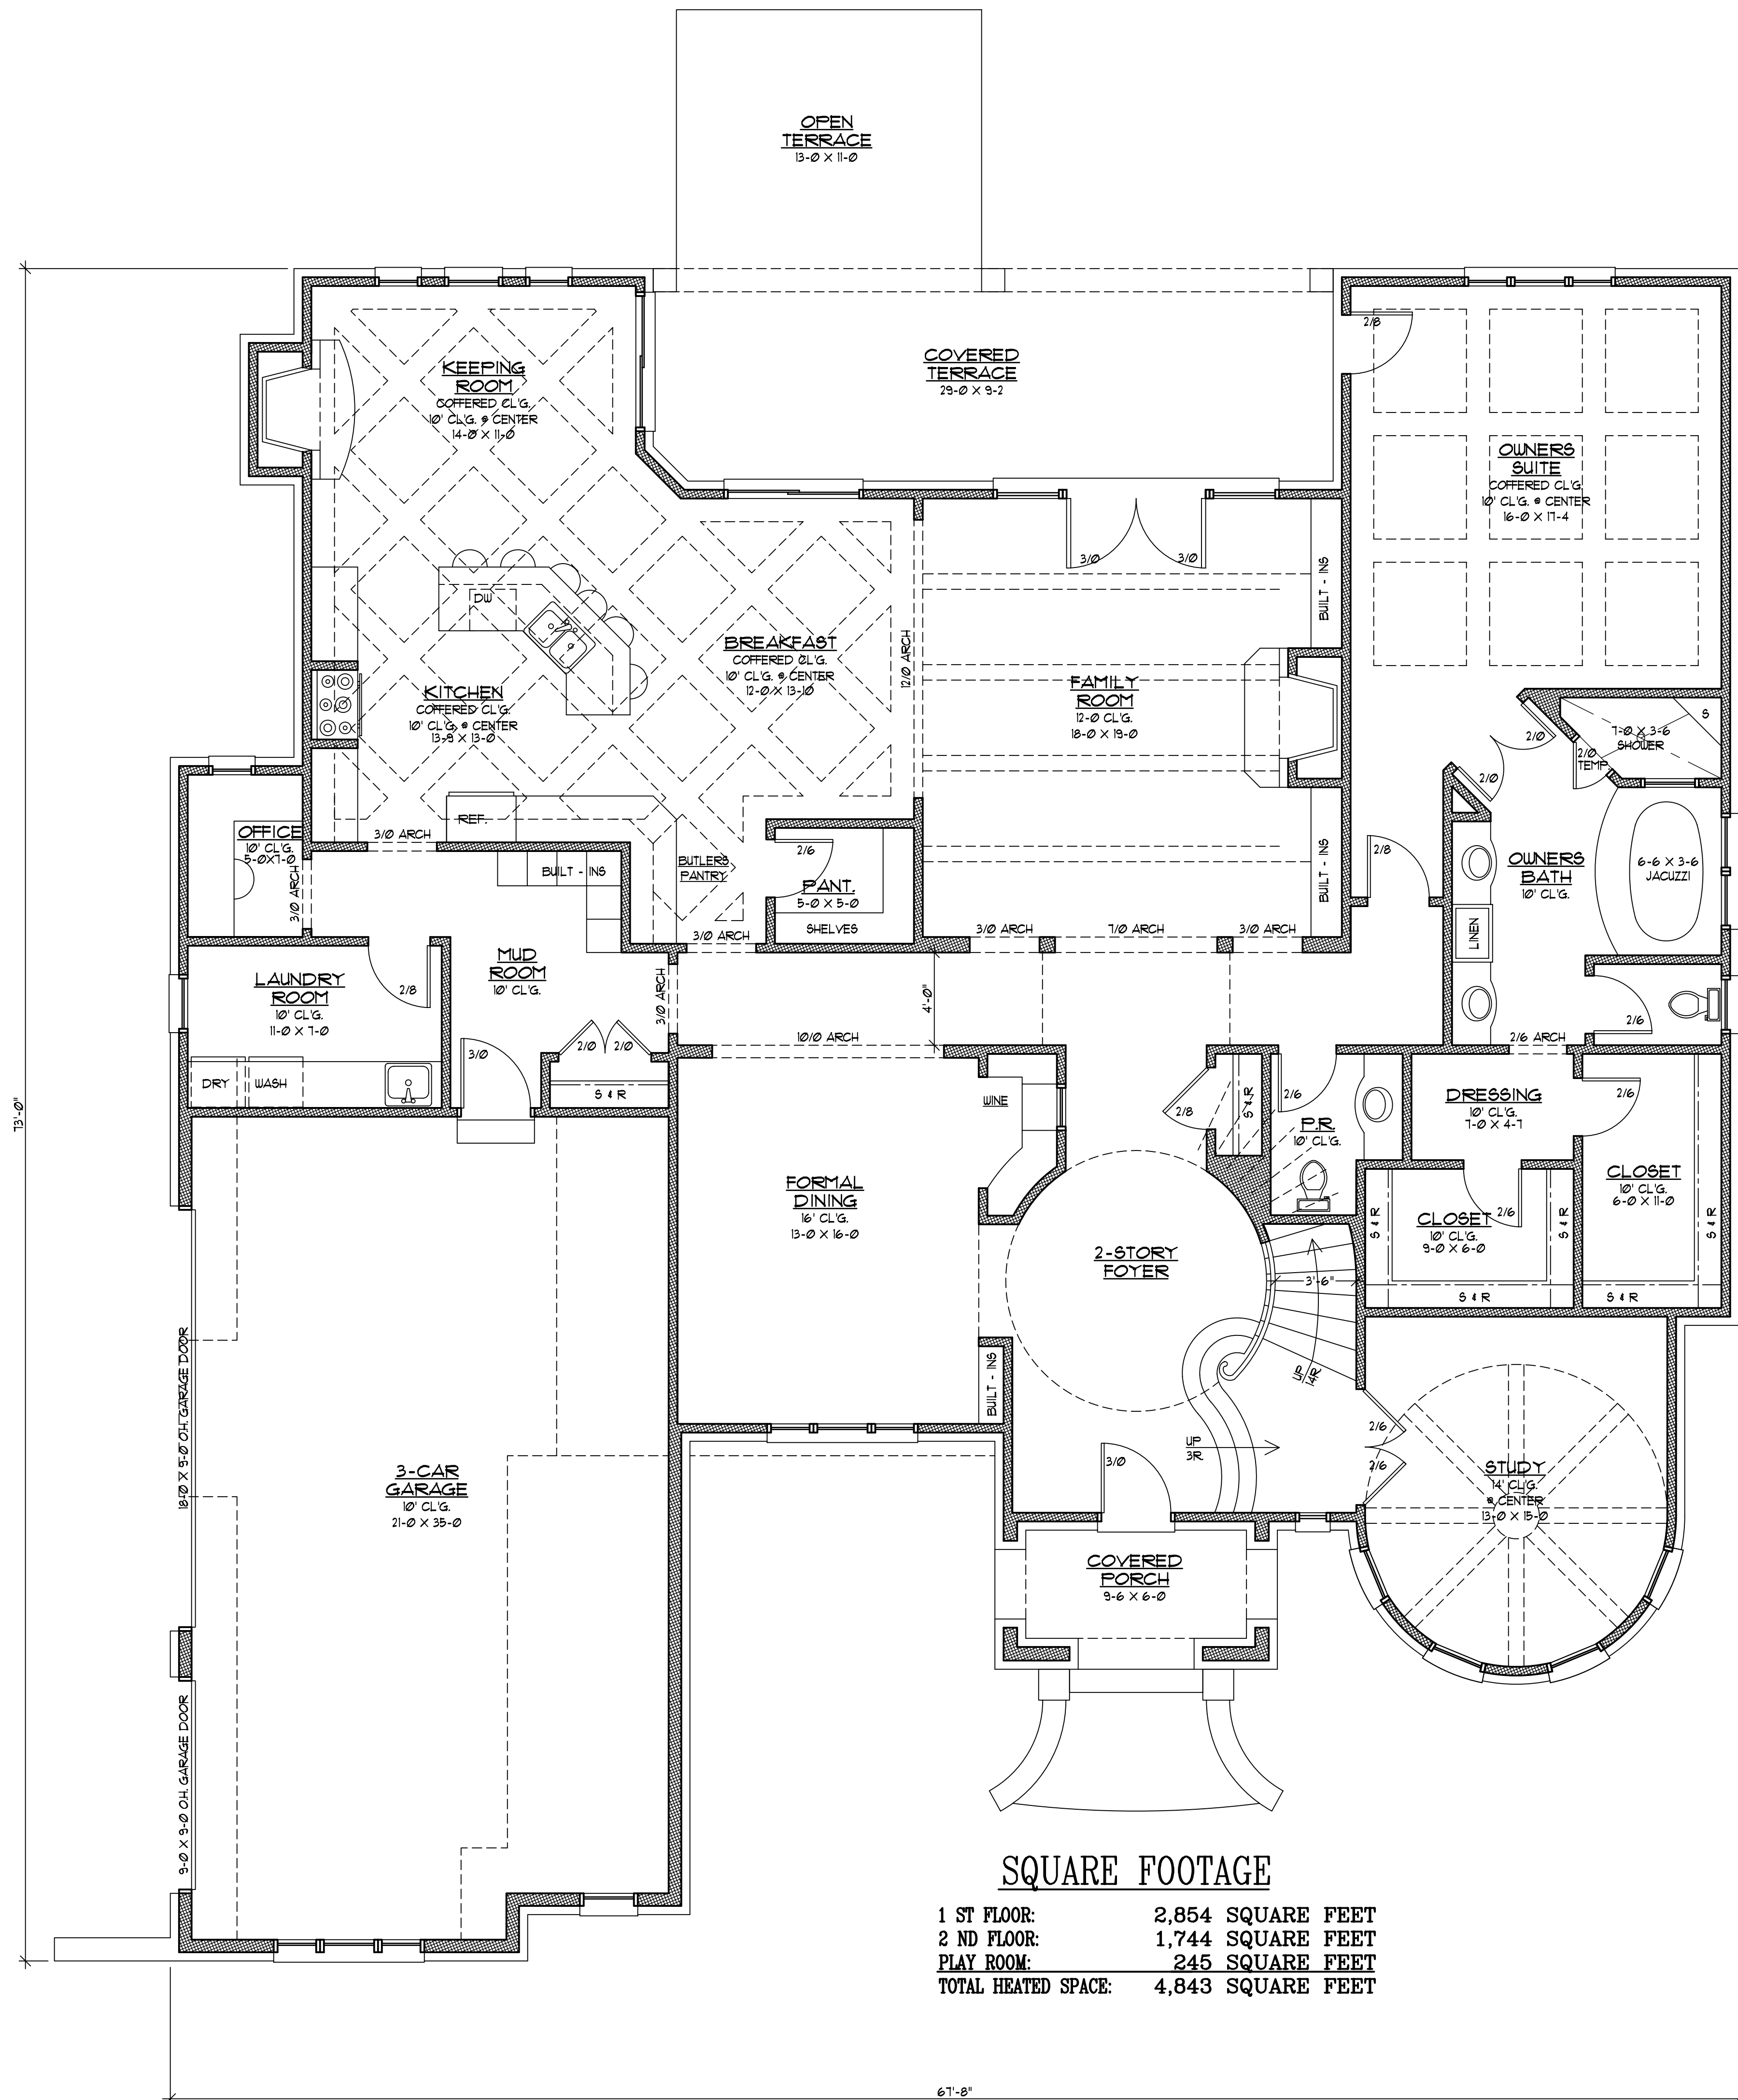 OPEN
TERRACE
13-0 X 11-0
KEEPING
ROOM
COFFERED CL'G.
10' CL'G. @ CENTER
14-0 X 11-0
COVERED
TERRACE
29-0 X 9-2
2/8
OWNERS
SUITE
COFFERED CL'G.
10' CL'G. @ CENTER
16-0 X 17-4
3/0
3/0
BUILT - INS
DW
BREAKFAST
COFFERED CL'G.
10' CL'G. @ CENTER
12-0 X 13-10
12/0 ARCH
KITCHEN
COFFERED CL'G.
10' CL'G. @ CENTER
13-9 X 13-0
FAMILY
ROOM
12-0 CL'G.
18-0 X 19-0
2/0
2/0
2/0
TEMP.
7-0 X 3-6
SHOWER
S
REF.
OFFICE
10' CL'G.
5-0X7-0
3/0 ARCH
3/0 ARCH
BUILT - INS
BUTLERS
PANTRY
2/6
PANT.
5-0 X 5-0
SHELVES
BUILT - INS
2/8
OWNERS
BATH
10' CL'G.
6-6 X 3-6
JACUZZI
LINEN
3/0 ARCH
3/0 ARCH
7/0 ARCH
3/0 ARCH
MUD
ROOM
10' CL'G.
LAUNDRY
ROOM
10' CL'G.
11-0 X 7-0
2/8
3/0 ARCH
4'-0"
2/6
2/6 ARCH
10/0 ARCH
3/0
2/0
2/0
DRY
WASH
S & R
WINE
2/8
S & R
2/6
P.R.
10' CL'G.
DRESSING
10' CL'G.
7-0 X 4-7
2/6
CLOSET
10' CL'G.
6-0 X 11-0
S & R
FORMAL
DINING
16' CL'G.
13-0 X 16-0
2-STORY
FOYER
3'-6"
CLOSET
10' CL'G.
9-0 X 6-0
2/6
S & R
S & R
S & R
S & R
73'-0"
18-0 X 9-0 O.H. GARAGE DOOR
BUILT - INS
UP
14R
UP
3R
2/6
2/6
3/0
STUDY
14' CL'G.
@ CENTER
13-0 X 15-0
3-CAR
GARAGE
10' CL'G.
21-0 X 35-0
COVERED
PORCH
9-6 X 6-0
9-0 X 9-0 O.H. GARAGE DOOR
SQUARE FOOTAGE
1 ST FLOOR: 2,854 SQUARE FEET
2 ND FLOOR: 1,744 SQUARE FEET
PLAY ROOM: 245 SQUARE FEET
TOTAL HEATED SPACE: 4,843 SQUARE FEET
67'-8"